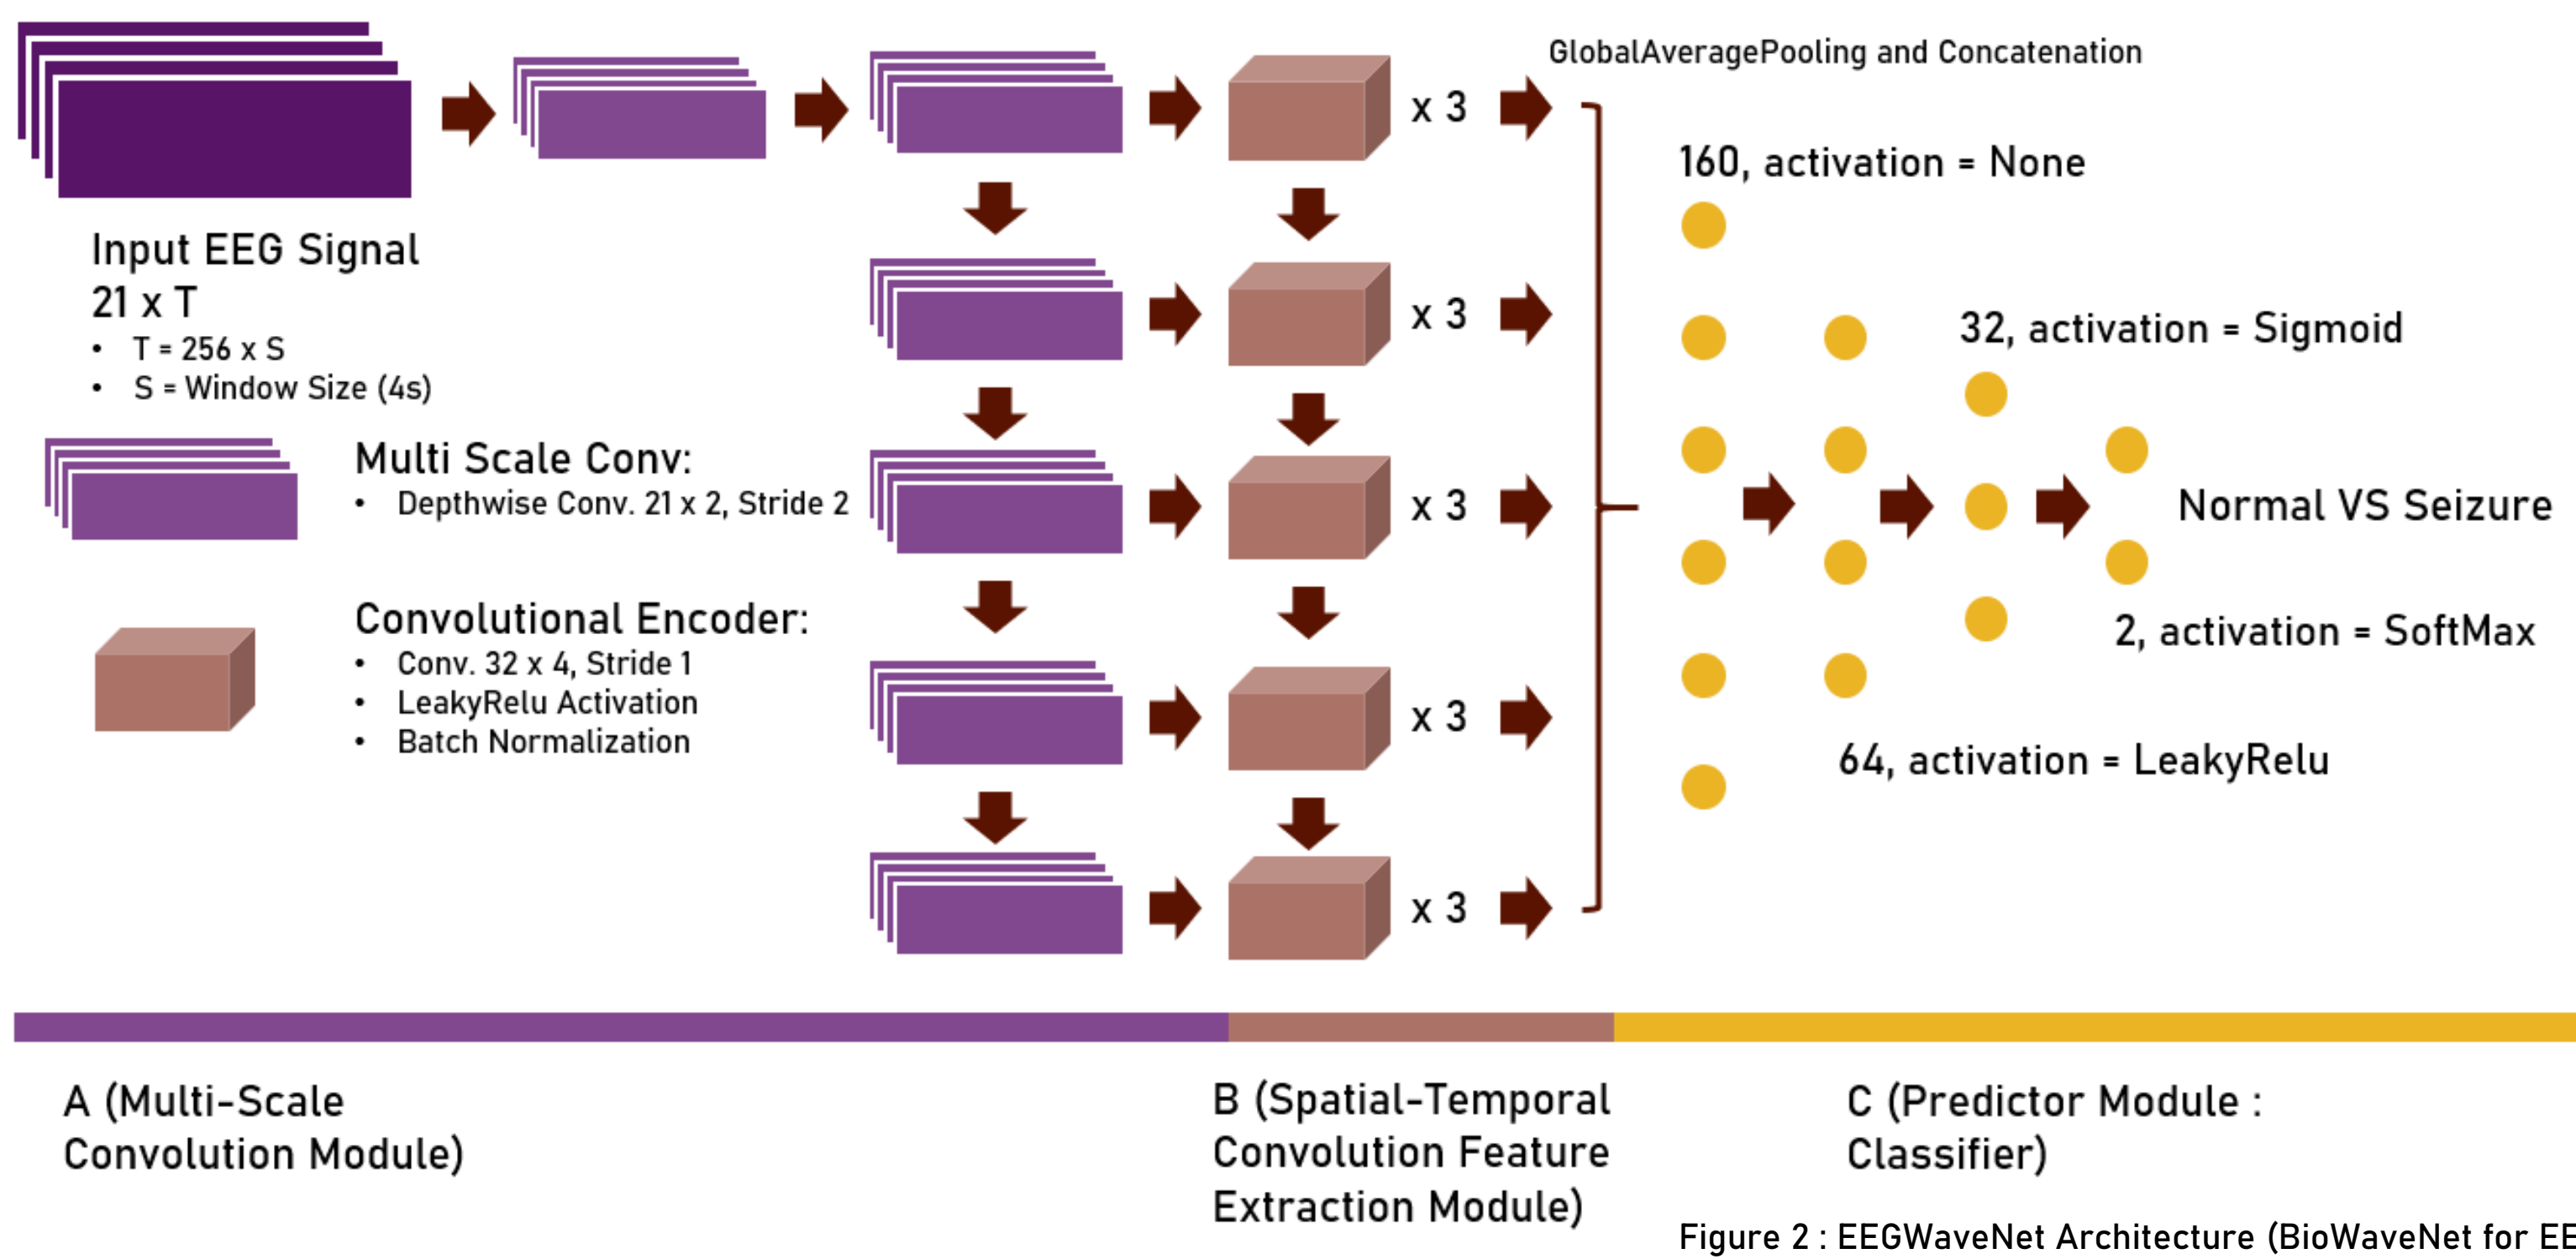 GlobalAveragePooling and Concatenation
x 3
160, activation = None
Input EEG Signal
21 x T
• T = 256 x S
• S = Window Size (4s)
x 3
32, activation = Sigmoid
Multi Scale Conv:
• Depthwise Conv. 21 x 2, Stride 2
x 3
Normal VS Seizure
Convolutional Encoder:
• Conv. 32 x 4, Stride 1
• LeakyRelu Activation
• Batch Normalization
2, activation = SoftMax
x 3
64, activation = LeakyRelu
x 3
A (Multi-Scale
Convolution Module)
B (Spatial-Temporal
Convolution Feature
Extraction Module)
C (Predictor Module :
Classifier)
Figure 2 : EEGWaveNet Architecture (BioWaveNet for